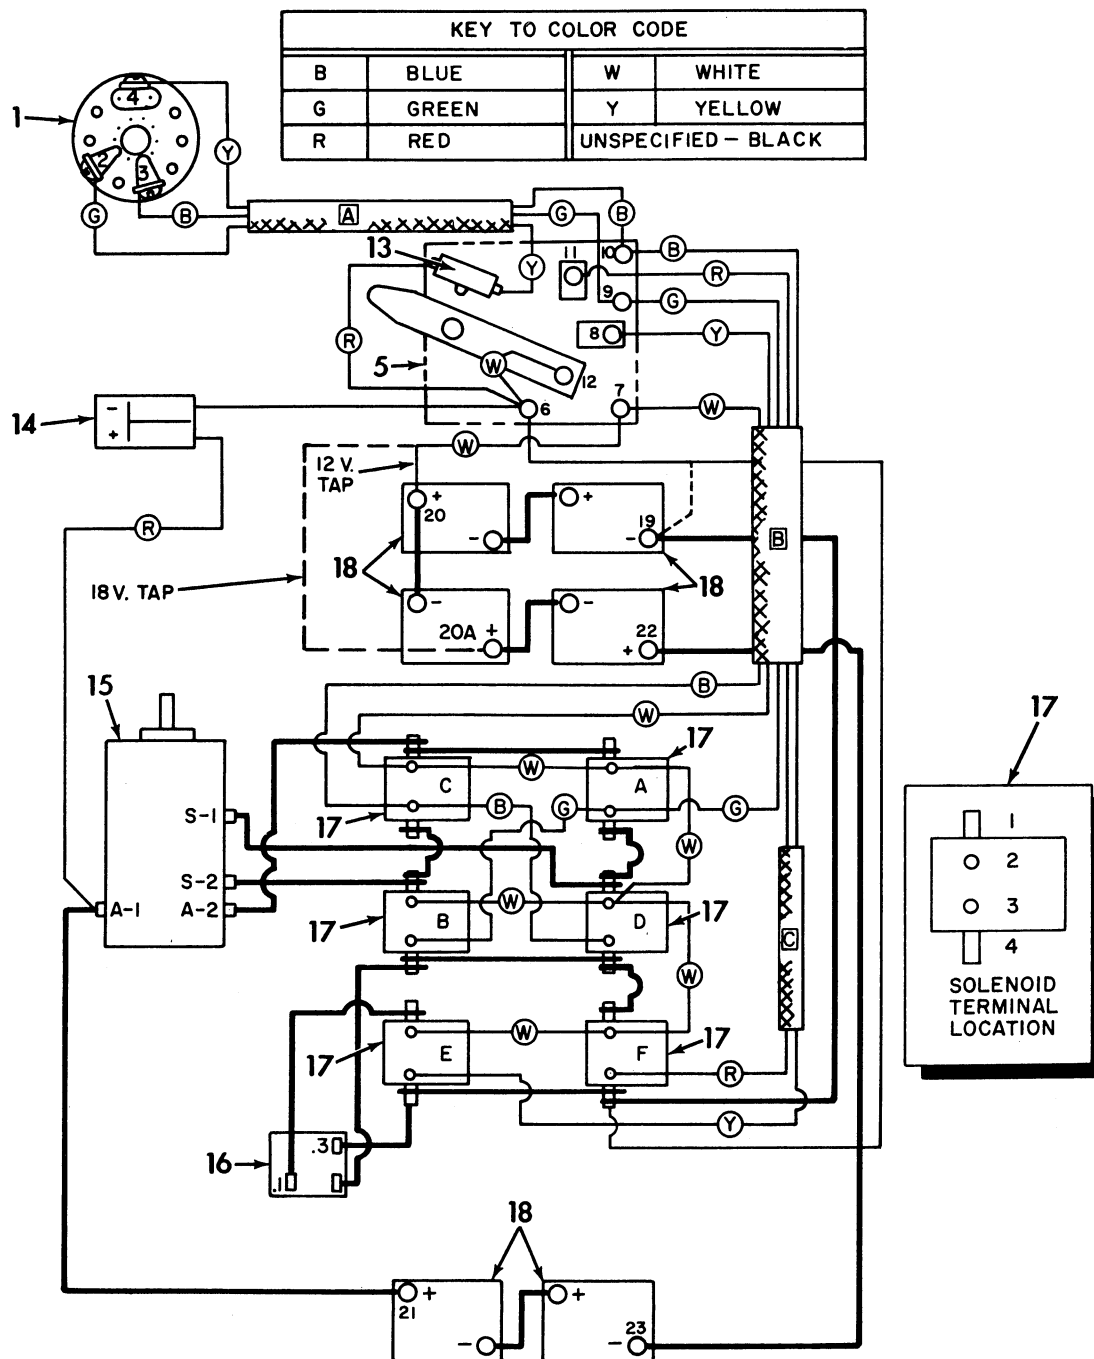 KEY TO COLOR CODE
B BLUE W WHITE
G GREEN Y YELLOW
R RED UNSPECIFIED - BLACK
1
4
2
3
Y
G
B
A
G
B
13
Y
10
11
B
R
9
G
8
Y
R
5
W
12
14
-
+
6
7
W
W
12 V.
TAP
+
20
-
+
19
-
B
R
18
18
18 V. TAP
-
20A +
-
22
+
B
W
15
17
17
C
W
A
B
G
G
S-1
17
W
S-2
A-1
A-2
17
B
W
D
17
C
W
17
E
W
F
17
R
Y
16
.3
.1
1
2
3
4
SOLENOID
TERMINAL
LOCATION
18
+
21
-
+
23
-